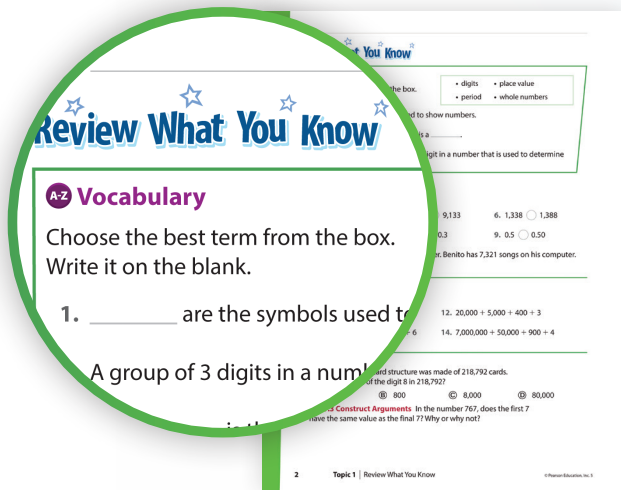 Review What You Know
A-Z Vocabulary
Choose the best term from the box.
Write it on the blank.
1. ________ are the symbols used to
A group of 3 digits in a numb
You Know
the box.
• digits • place value
• period • whole numbers
ed to show numbers.
is a ______.
digit in a number that is used to determine
9,133 6. 1,338 ◯ 1,388
0.3 9. 0.5 ◯ 0.50
er. Benito has 7,321 songs on his computer.
12. 20,000 + 5,000 + 400 + 3
+ 6 14. 7,000,000 + 50,000 + 900 + 4
ard structure was made of 218,792 cards.
of the digit 8 in 218,792?
Ⓑ 800 Ⓒ 8,000 Ⓓ 80,000
Construct Arguments In the number 767, does the first 7
have the same value as the final 7? Why or why not?
2 Topic 1 | Review What You Know © Pearson Education, Inc. 5